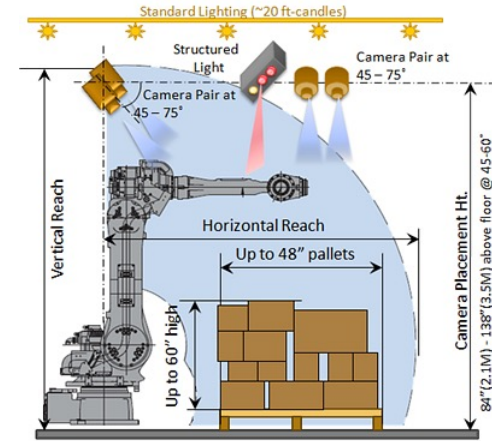 Standard Lighting (~20 ft-candles)
Structured
Light
Camera Pair at
45 – 75˚
Camera Pair at
45 – 75˚
Vertical Reach
Horizontal Reach
Up to 48” pallets
Up to 60” high
Camera Placement Ht.
84”(2.1M) - 138”(3.5M) above floor @ 45-60˚